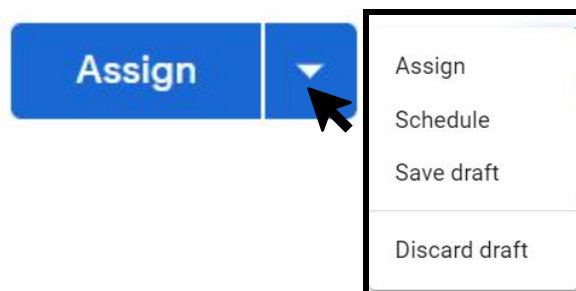 Assign
Assign
Schedule
Save draft
Discard draft